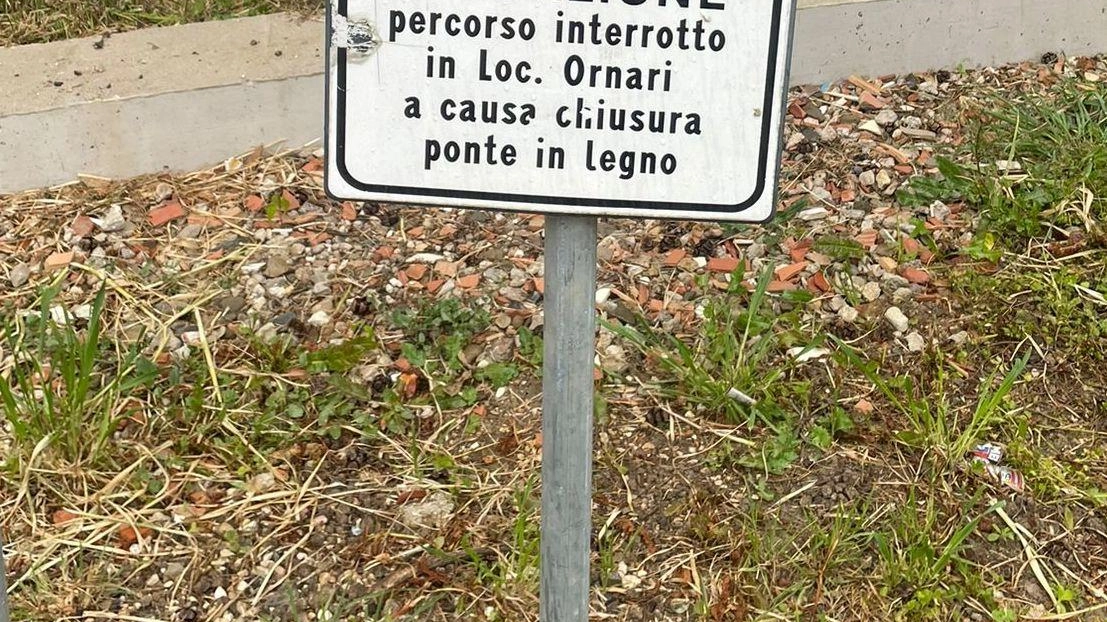 percorso interrotto
in Loc. Ornari
a causa chiusura
ponte in legno